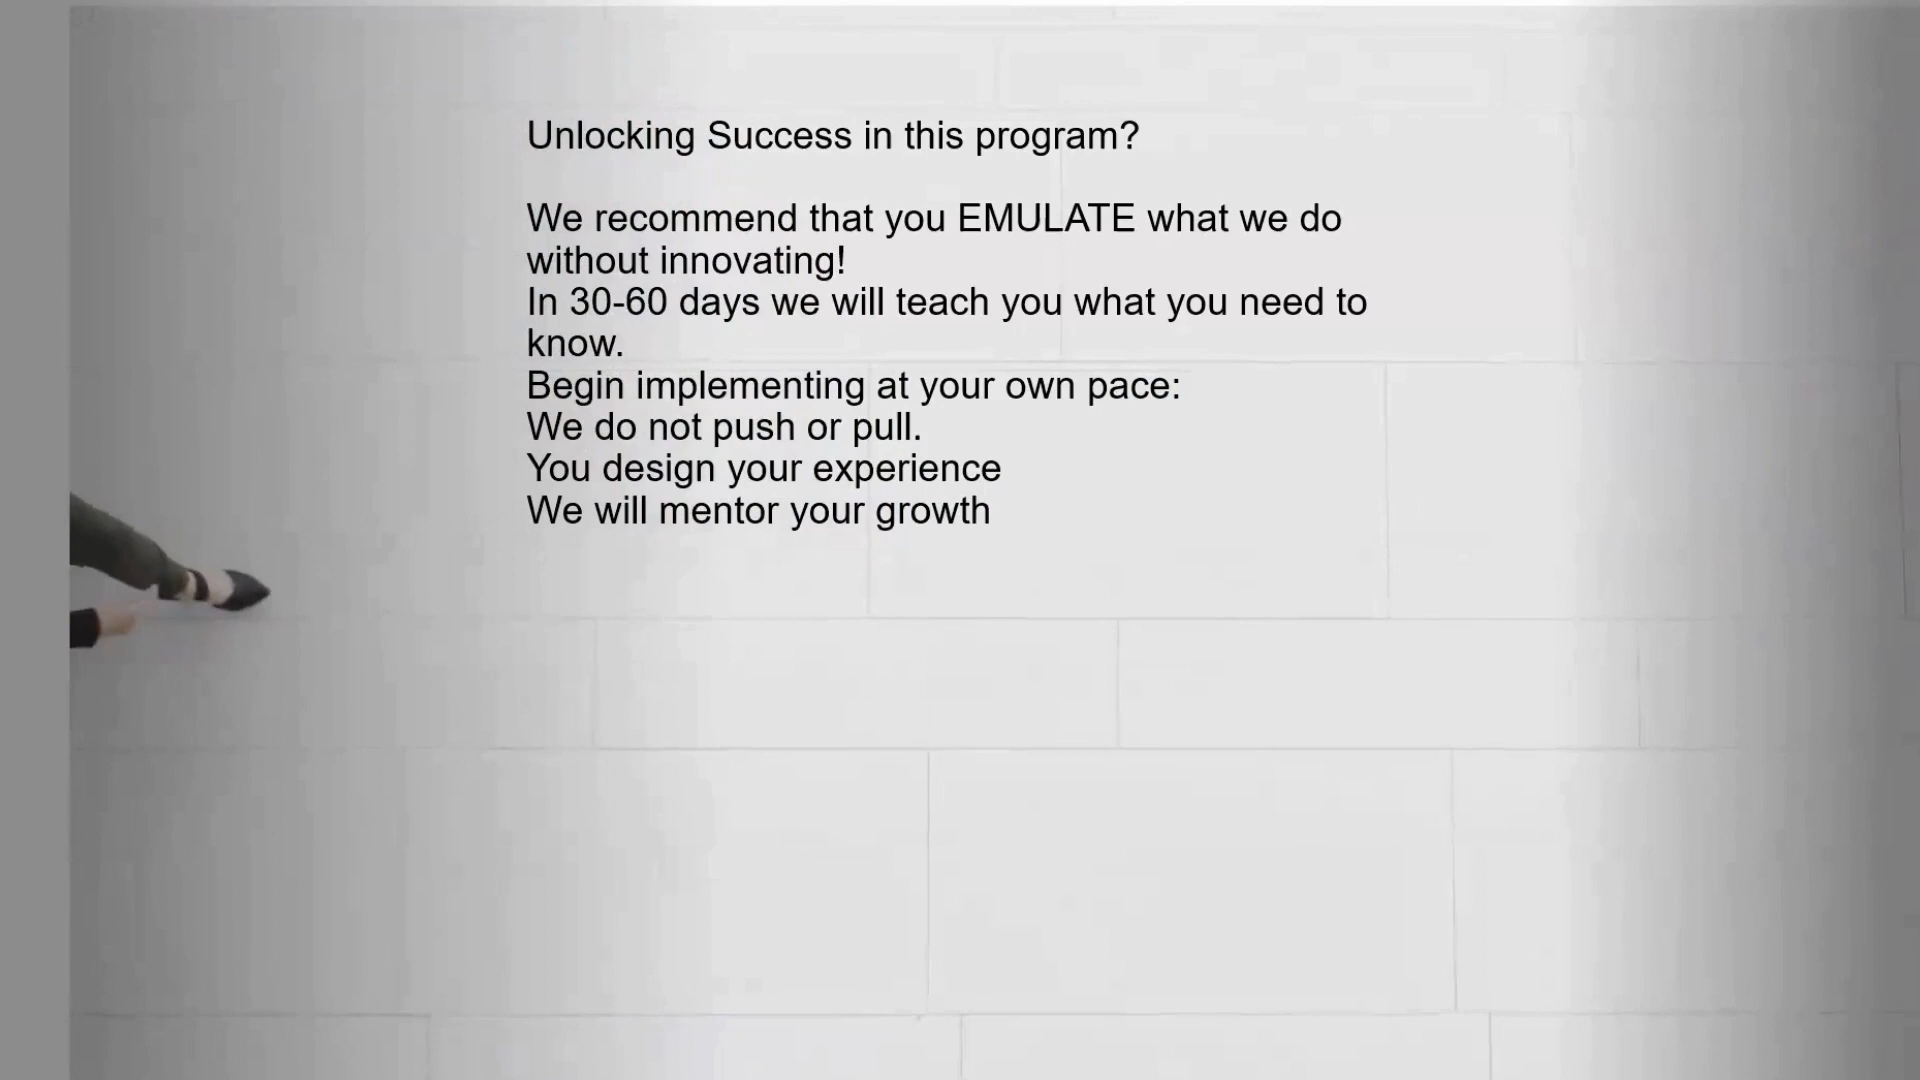 Unlocking Success in this program?
We recommend that you EMULATE what we do
without innovating!
In 30-60 days we will teach you what you need to
know.
Begin implementing at your own pace:
We do not push or pull.
You design your experience
We will mentor your growth